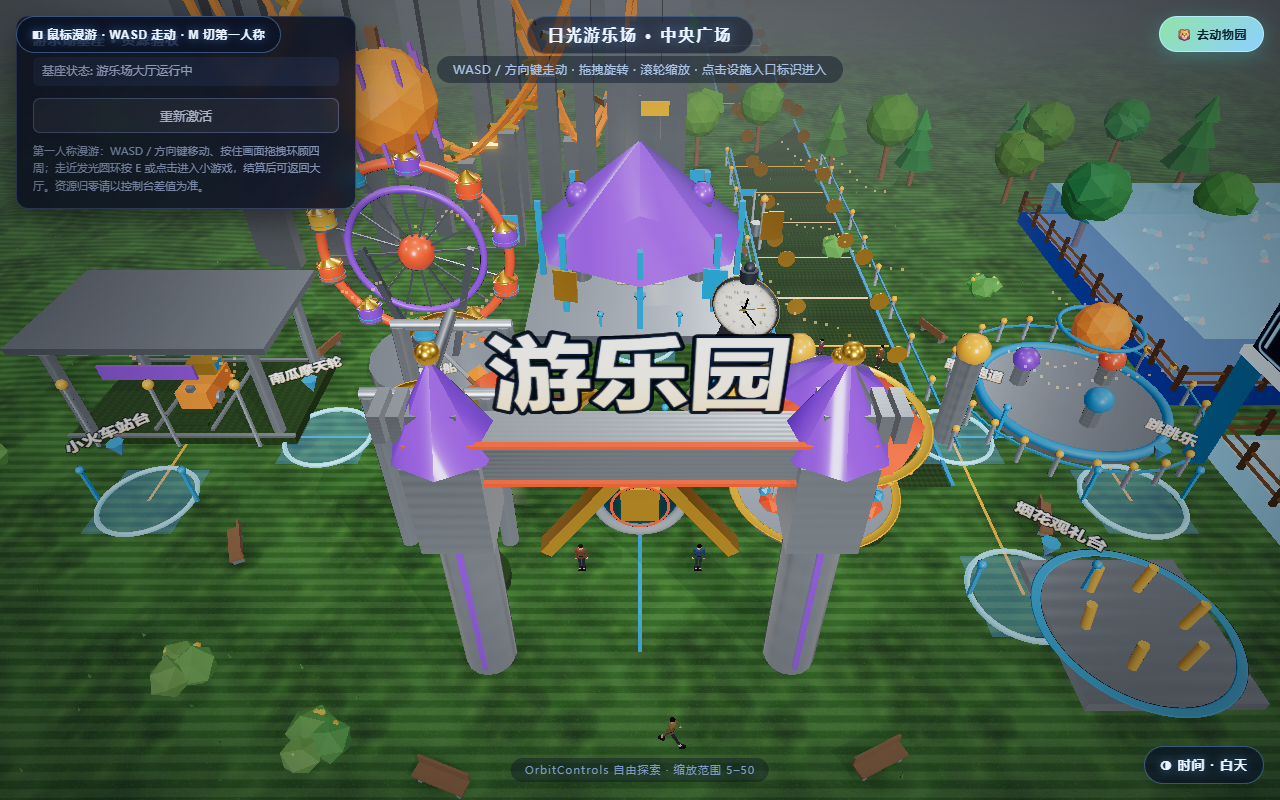 鼠标漫游 · WASD 走动 · M 切第一人称
基座状态: 游乐场大厅运行中
重新激活
第一人称漫游：WASD / 方向键移动、按住画面拖拽环顾四
周；走近发光圆环按 E 或点击进入小游戏，结算后可返回大
厅。资源归零请以控制台差值为准。
日光游乐场 • 中央广场
WASD / 方向键走动 · 拖拽旋转 · 滚轮缩放 · 点击设施入口标识进入
去动物园
游乐园
南瓜摩天轮
小火车站台
跳跳乐
烟花观礼台
OrbitControls 自由探索 · 缩放范围 5–50
时间 · 白天